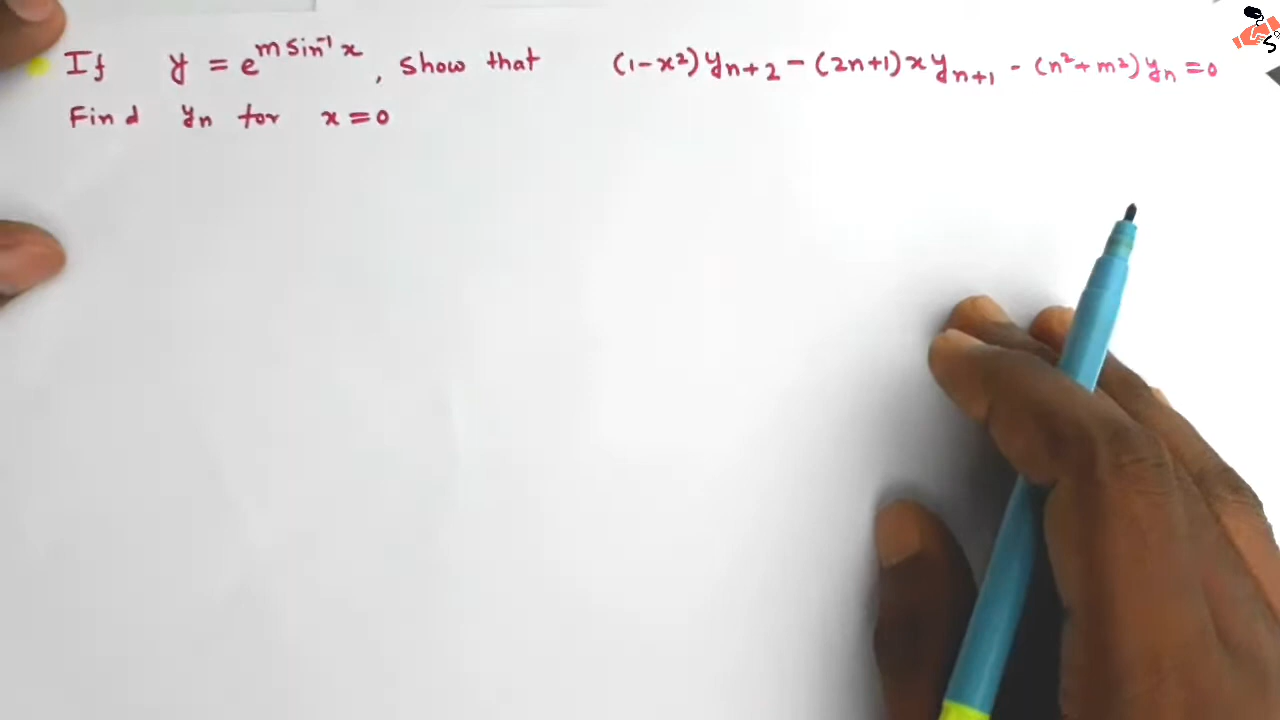 If y = e^{m sin⁻¹ x}, show that (1-x²) y_{n+2} - (2n+1) x y_{n+1} - (n²+m²) y_n = 0
Find y_n for x = 0